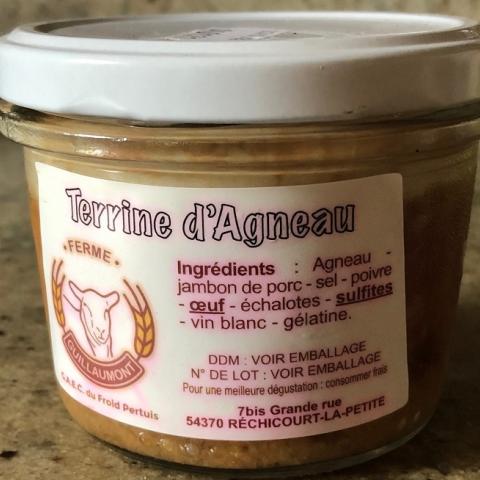 Terrine d'Agneau
• FERME •
GUILLAUMONT
G.A.E.C. du Froid Pertuis
Ingrédients : Agneau -
jambon de porc - sel - poivre
- œuf - échalotes - sulfites
- vin blanc - gélatine.
DDM : VOIR EMBALLAGE
N° DE LOT : VOIR EMBALLAGE
Pour une meilleure dégustation : consommer frais
7bis Grande rue
54370 RÉCHICOURT-LA-PETITE